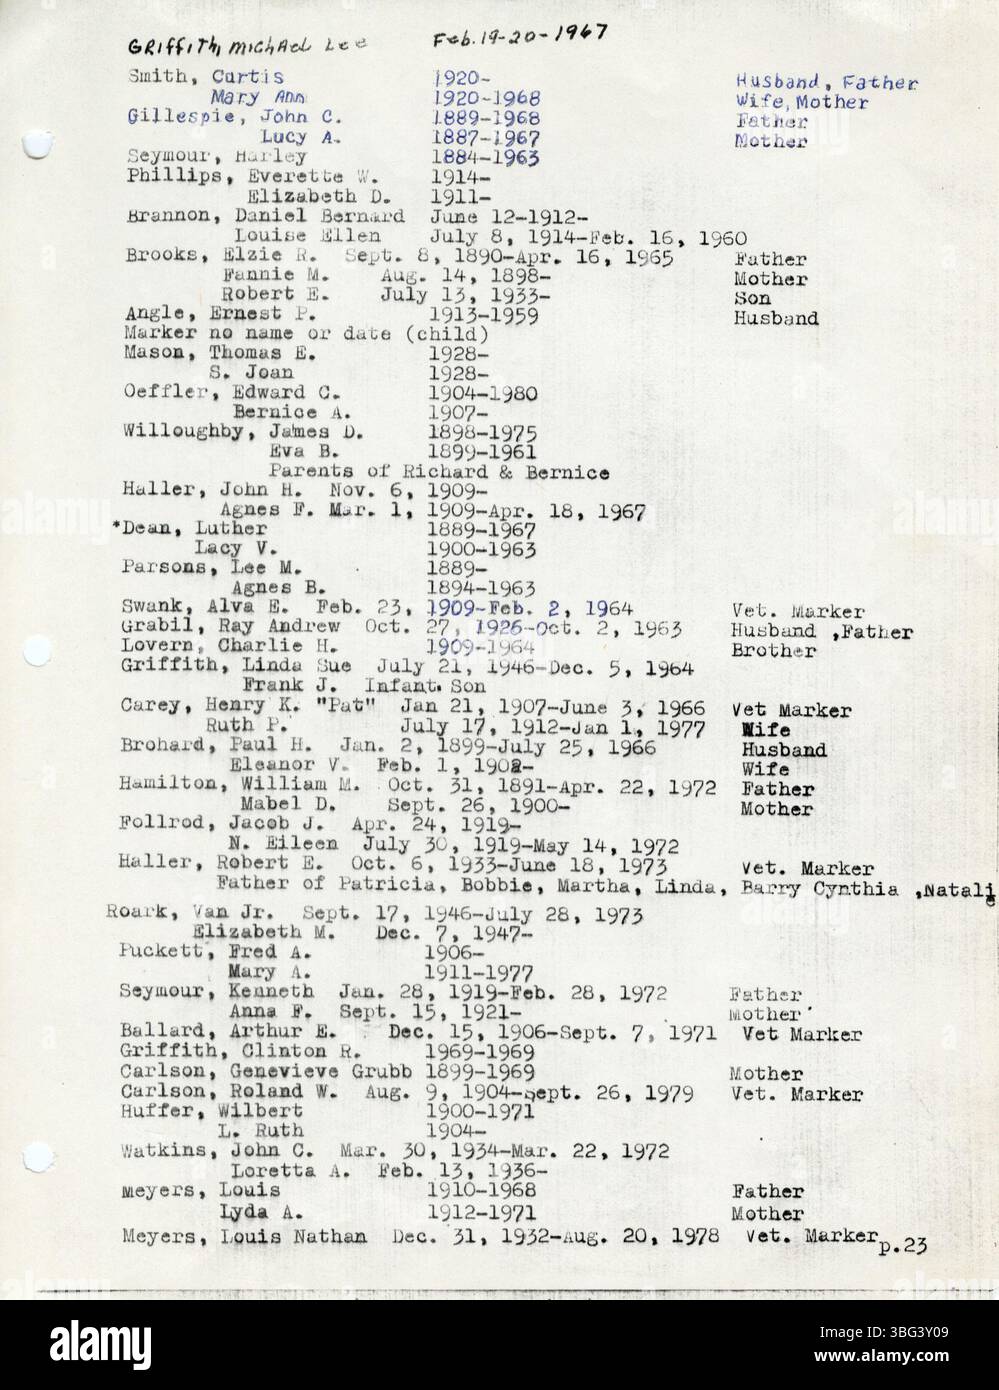 GRIFFITH, MICHAEL LEE Feb. 19-20-1967
Smith, Curtis 1920- Husband, Father
Mary Ann 1920-1968 Wife, Mother
Gillespie, John C. 1889-1968 Father
Lucy A. 1887-1967 Mother
Seymour, Harley 1884-1963
Phillips, Everette W. 1914-
Elizabeth D. 1911-
Brannon, Daniel Bernard June 12-1912-
Louise Ellen July 8, 1914-Feb. 16, 1960
Brooks, Elzie R. Sept. 8, 1890-Apr. 16, 1965 Father
Fannie M. Aug. 14, 1898- Mother
Robert E. July 13, 1933- Son
Angle, Ernest P. 1913-1959 Husband
Marker no name or date (child)
Mason, Thomas E. 1928-
S. Joan 1928-
Oeffler, Edward C. 1904-1980
Bernice A. 1907-
Willoughby, James D. 1898-1975
Eva B. 1899-1961
Parents of Richard & Bernice
Haller, John H. Nov. 6, 1909-
Agnes F. Mar. 1, 1909-Apr. 18, 1967
*Dean, Luther 1889-1967
Lacy V. 1900-1963
Parsons, Lee M. 1889-
Agnes B. 1894-1963
Swank, Alva E. Feb. 23, 1909-Feb. 2, 1964 Vet. Marker
Grabil, Ray Andrew Oct. 27, 1926-Oct. 2, 1963 Husband ,Father
Lovern, Charlie H. 1909-1964 Brother
Griffith, Linda Sue July 21, 1946-Dec. 5, 1964
Frank J. Infant Son
Carey, Henry K. "Pat" Jan 21, 1907-June 3, 1966 Vet Marker
Ruth P. July 17, 1912-Jan 1, 1977 Wife
Brohard, Paul H. Jan. 2, 1899-July 25, 1966 Husband
Eleanor V. Feb. 1, 1902- Wife
Hamilton, William M. Oct. 31, 1891-Apr. 22, 1972 Father
Mabel D. Sept. 26, 1900- Mother
Follrod, Jacob J. Apr. 24, 1919-
N. Eileen July 30, 1919-May 14, 1972
Haller, Robert E. Oct. 6, 1933-June 18, 1973 Vet. Marker
Father of Patricia, Bobbie, Martha, Linda, Barry Cynthia ,Natalie
Roark, Van Jr. Sept. 17, 1946-July 28, 1973
Elizabeth M. Dec. 7, 1947-
Puckett, Fred A. 1906-
Mary A. 1911-1977
Seymour, Kenneth Jan. 28, 1919-Feb. 28, 1972 Father
Anna F. Sept. 15, 1921- Mother
Ballard, Arthur E. Dec. 15, 1906-Sept. 7, 1971 Vet Marker
Griffith, Clinton R. 1969-1969
Carlson, Genevieve Grubb 1899-1969 Mother
Carlson, Roland W. Aug. 9, 1904-Sept. 26, 1979 Vet. Marker
Huffer, Wilbert 1900-1971
L. Ruth 1904-
Watkins, John C. Mar. 30, 1934-Mar. 22, 1972
Loretta A. Feb. 13, 1936-
Meyers, Louis 1910-1968 Father
Lyda A. 1912-1971 Mother
Meyers, Louis Nathan Dec. 31, 1932-Aug. 20, 1978 Vet. Marker
p.23
alamy
Image ID: 3BG3Y09
www.alamy.com